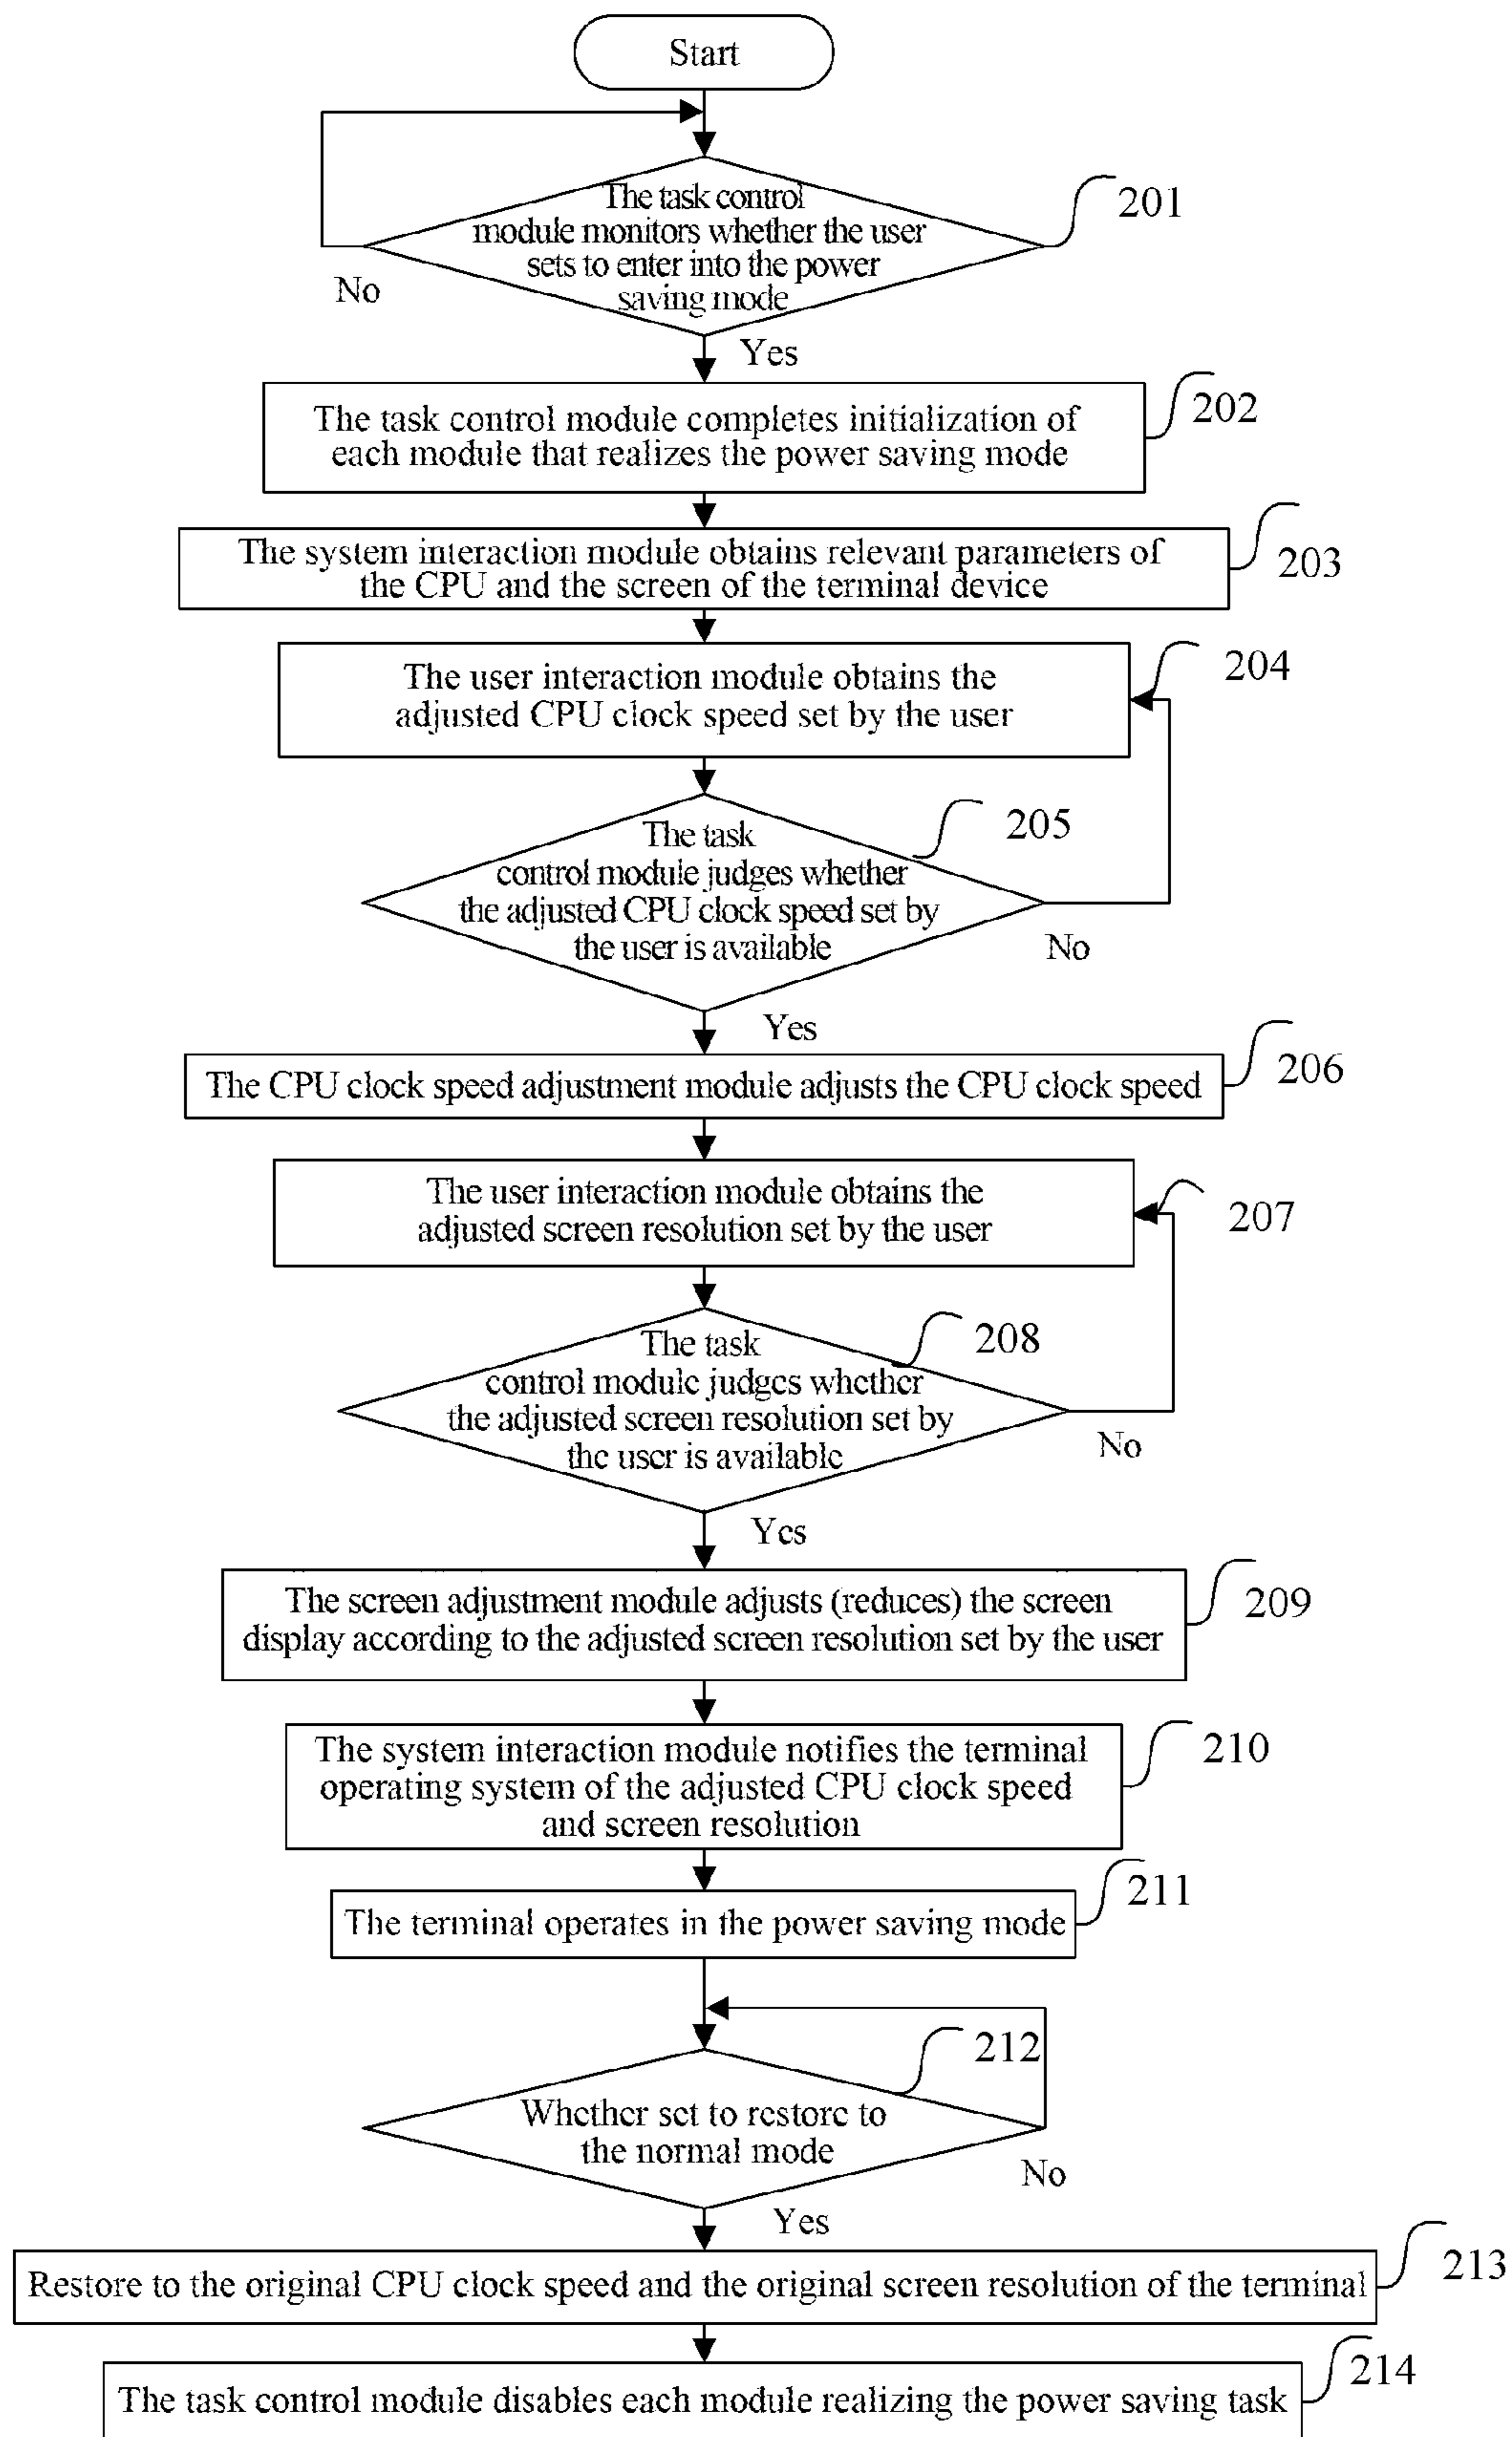 Start
The task control
module monitors whether the user
sets to enter into the power
saving mode
201
No
Yes
The task control module completes initialization of
each module that realizes the power saving mode
202
The system interaction module obtains relevant parameters of
the CPU and the screen of the terminal device
203
The user interaction module obtains the
adjusted CPU clock speed set by the user
204
The task
control module judges whether
the adjusted CPU clock speed set by
the user is available
205
No
Yes
The CPU clock speed adjustment module adjusts the CPU clock speed
206
The user interaction module obtains the
adjusted screen resolution set by the user
207
The task
control module judges whether
the adjusted screen resolution set by
the user is available
208
No
Yes
The screen adjustment module adjusts (reduces) the screen
display according to the adjusted screen resolution set by the user
209
The system interaction module notifies the terminal
operating system of the adjusted CPU clock speed
and screen resolution
210
The terminal operates in the power saving mode
211
Whether set to restore to
the normal mode
212
No
Yes
Restore to the original CPU clock speed and the original screen resolution of the terminal
213
The task control module disables each module realizing the power saving task
214